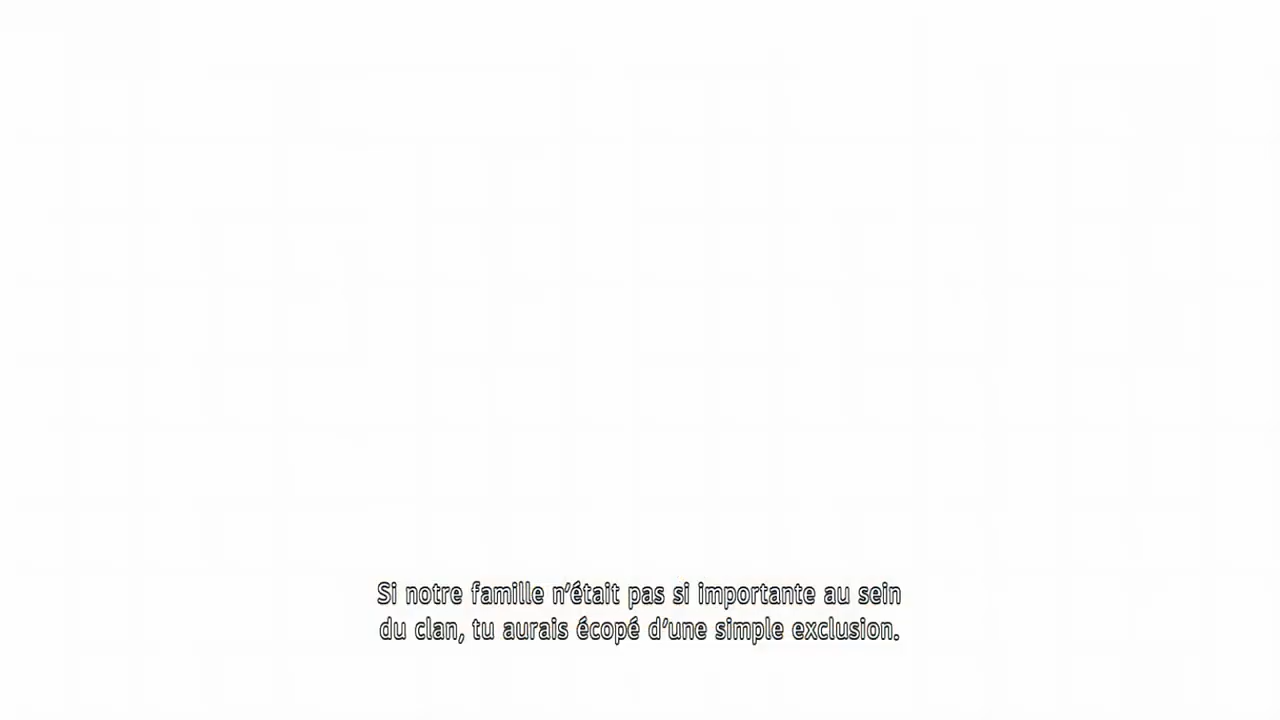 Si notre famille n’était pas si importante au sein
du clan, tu aurais écopé d’une simple exclusion.